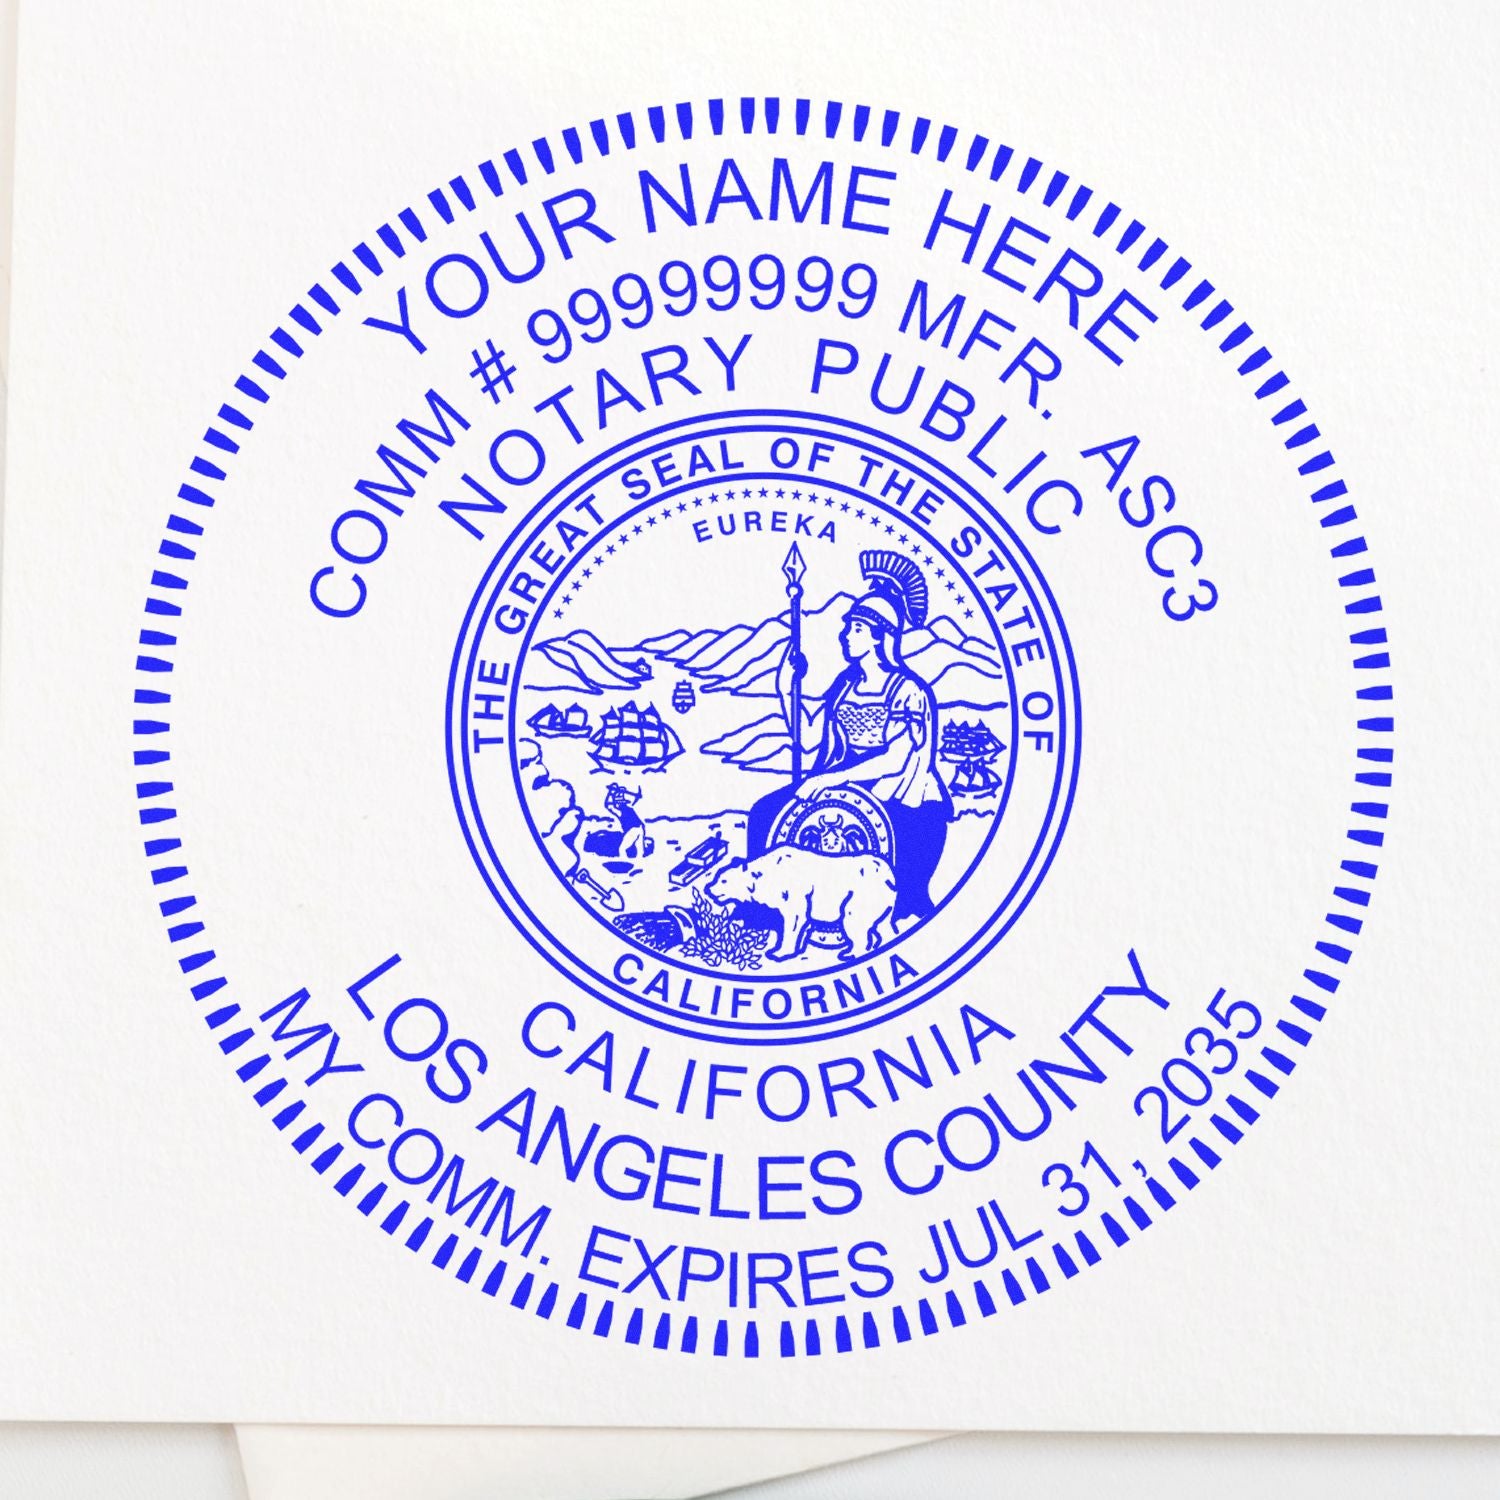 YOUR NAME HERE
COMM # 99999999 MFR. ASC3
NOTARY PUBLIC
THE GREAT SEAL OF THE STATE OF
EUREKA
CALIFORNIA
CALIFORNIA
LOS ANGELES COUNTY
MY COMM. EXPIRES JUL 31, 2035